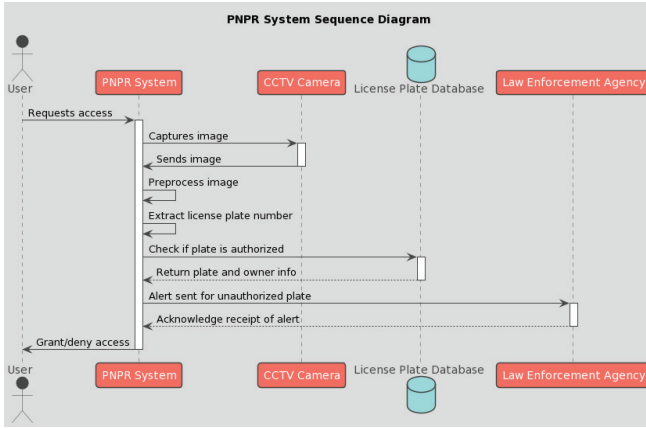 PNPR System Sequence Diagram
User
PNPR System
CCTV Camera
License Plate Database
Law Enforcement Agency
Requests access
Captures image
Sends image
Preprocess image
Extract license plate number
Check if plate is authorized
Return plate and owner info
Alert sent for unauthorized plate
Acknowledge receipt of alert
Grant/deny access
User
PNPR System
CCTV Camera
License Plate Database
Law Enforcement Agency